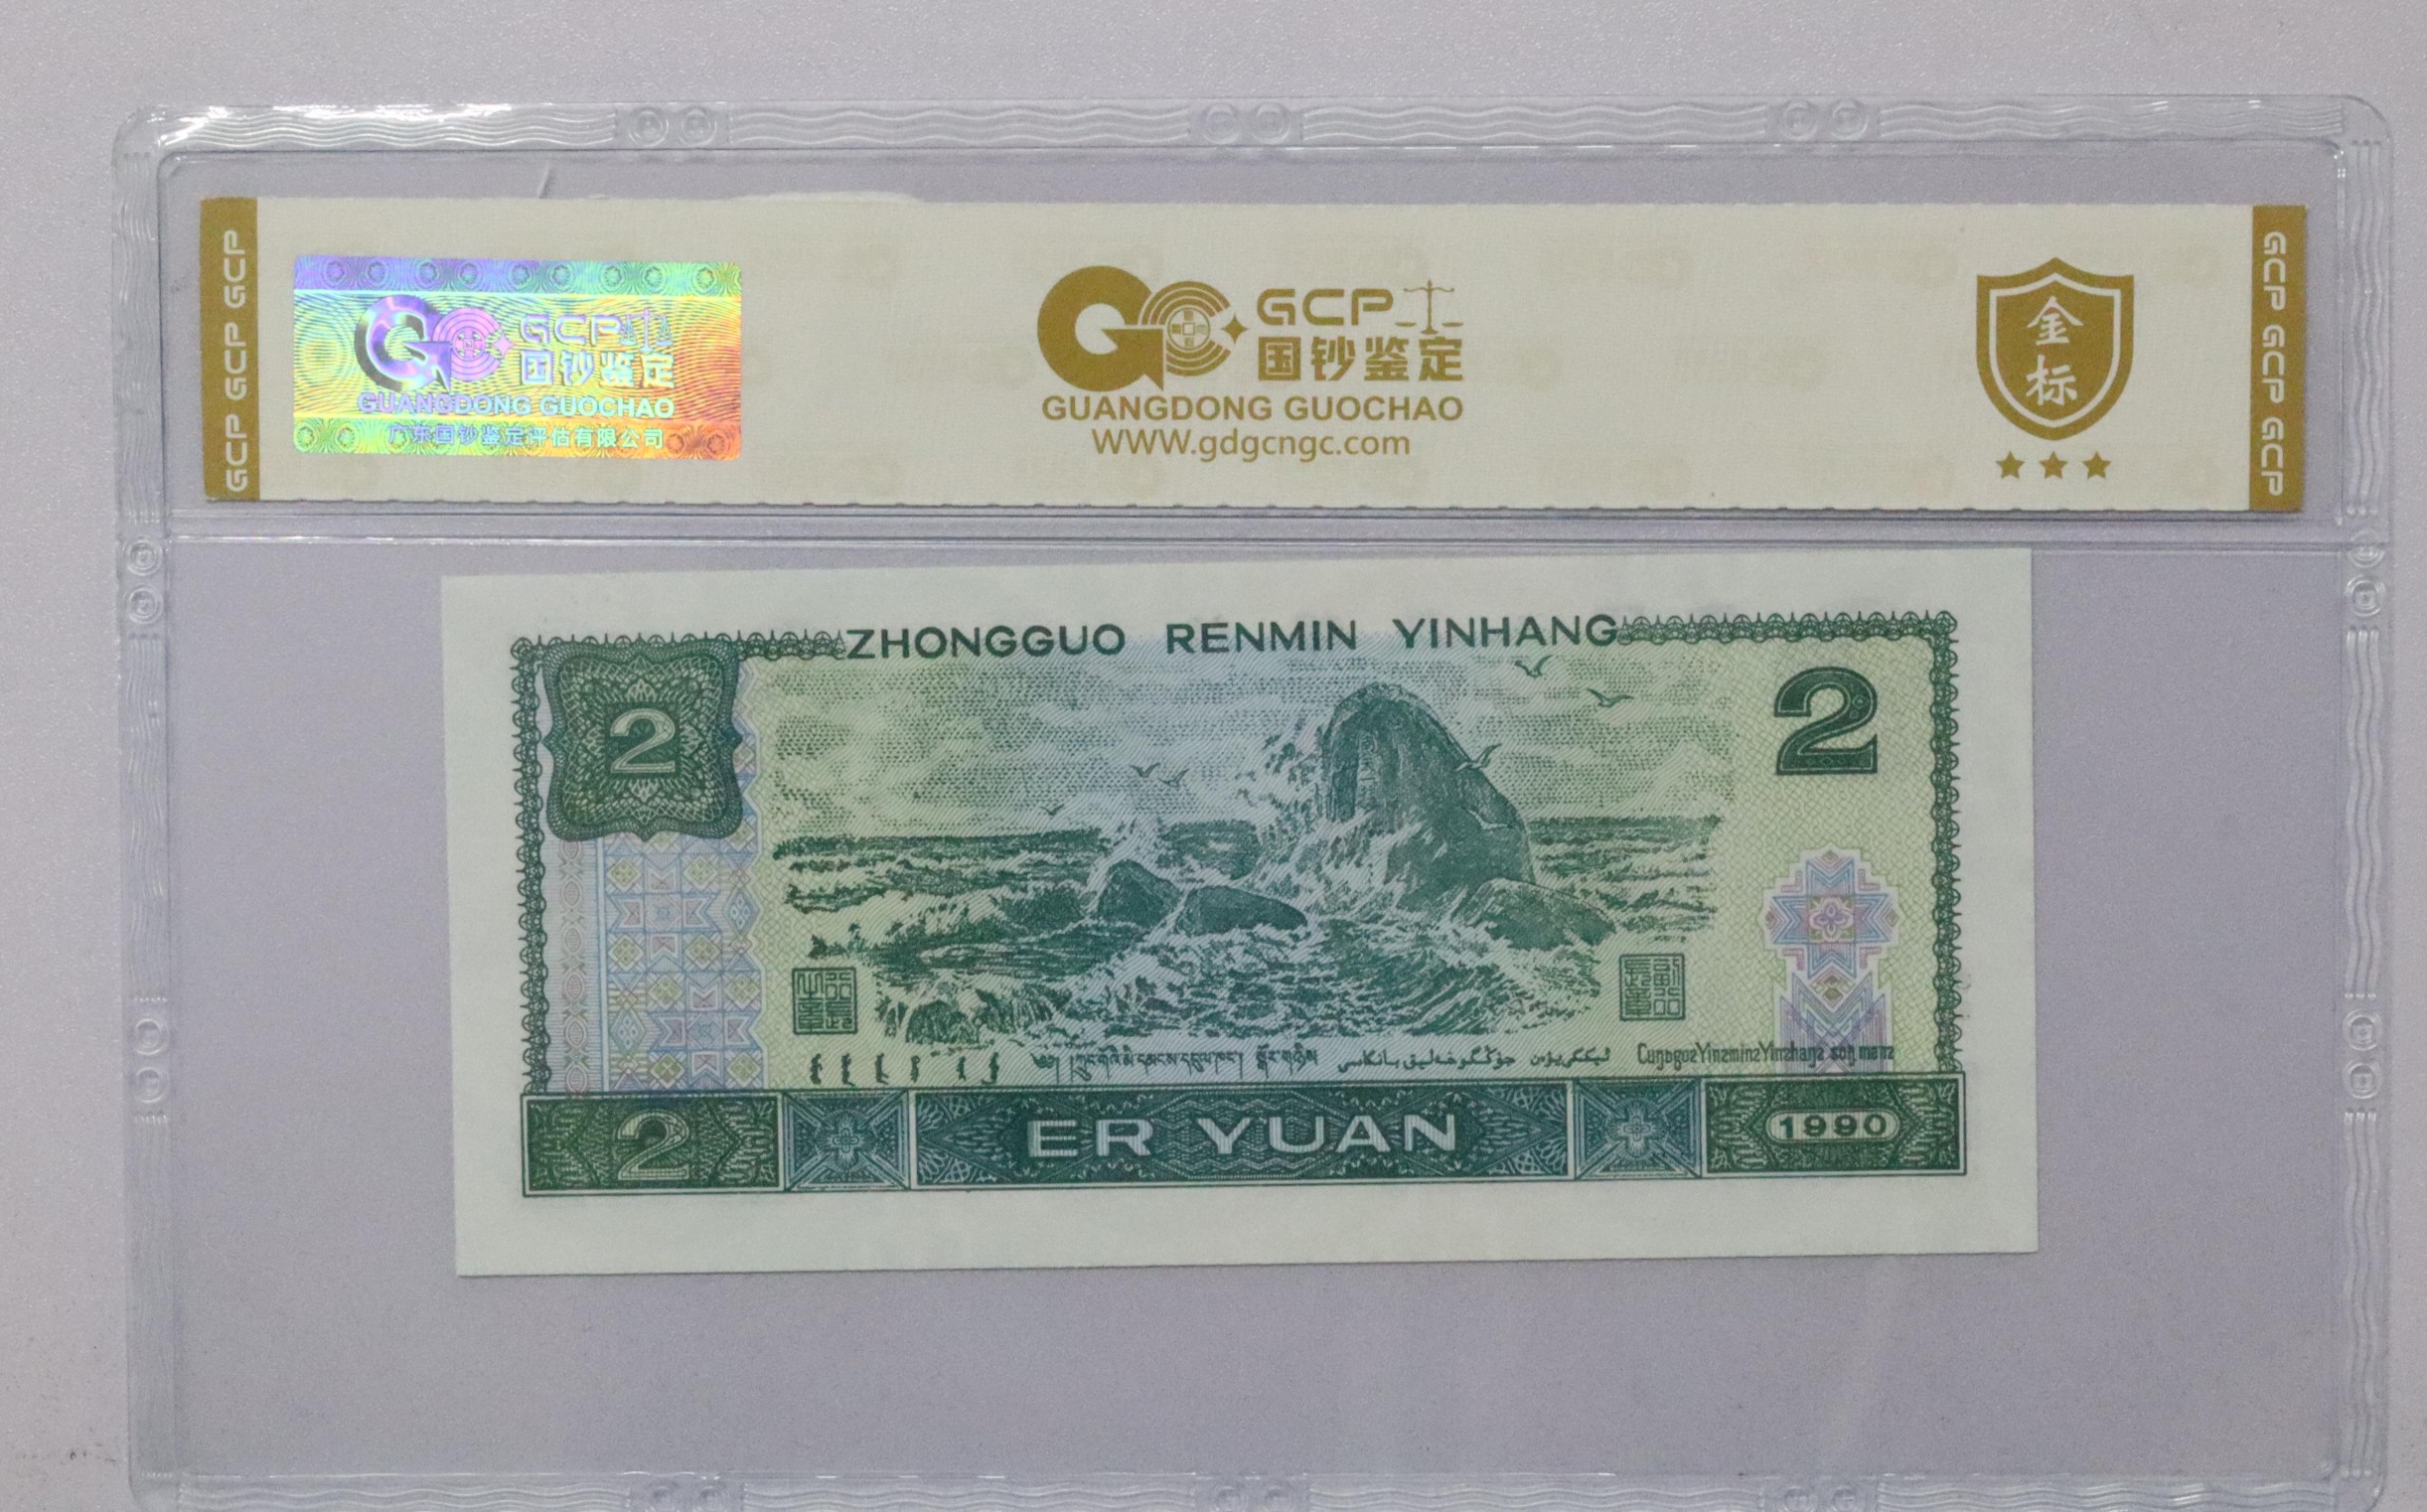 GCP GCP GCP
GCP
国钞鉴定
GUANGDONG GUOCHAO
广东国钞鉴定评估有限公司
GCP
国钞鉴定
GUANGDONG GUOCHAO
WWW.gdgcngc.com
金
标
GCP GCP GCP
ZHONGGUO RENMIN YINHANG
2
2
2
ER YUAN
1990